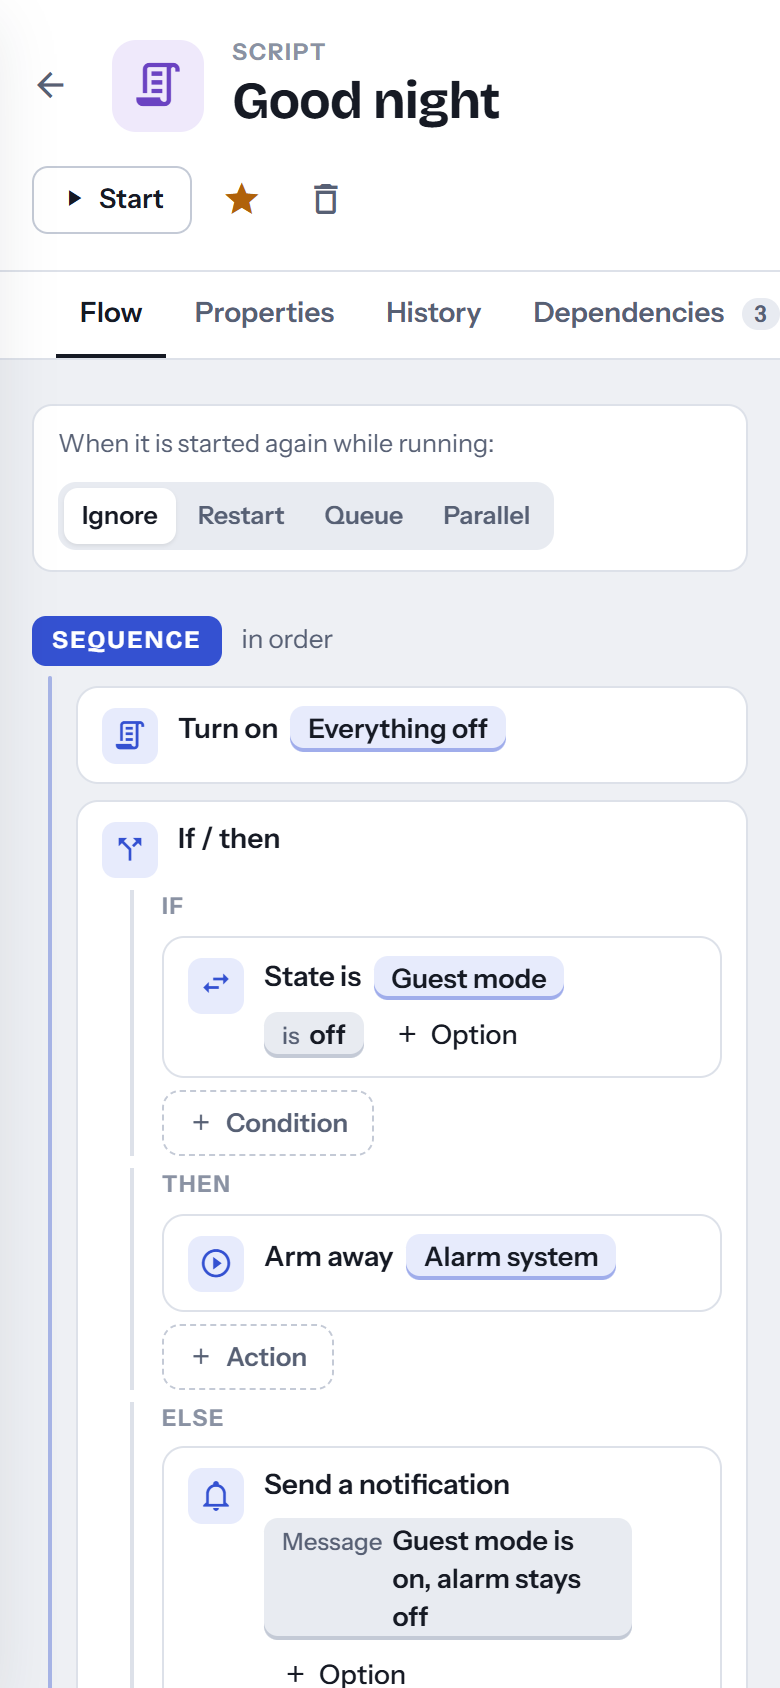 SCRIPT
Good night
Start
Flow Properties History Dependencies 3
When it is started again while running:
Ignore Restart Queue Parallel
SEQUENCE in order
Turn on Everything off
If / then
IF
State is Guest mode
is off + Option
+ Condition
THEN
Arm away Alarm system
+ Action
ELSE
Send a notification
Message Guest mode is
on, alarm stays
off
+ Option